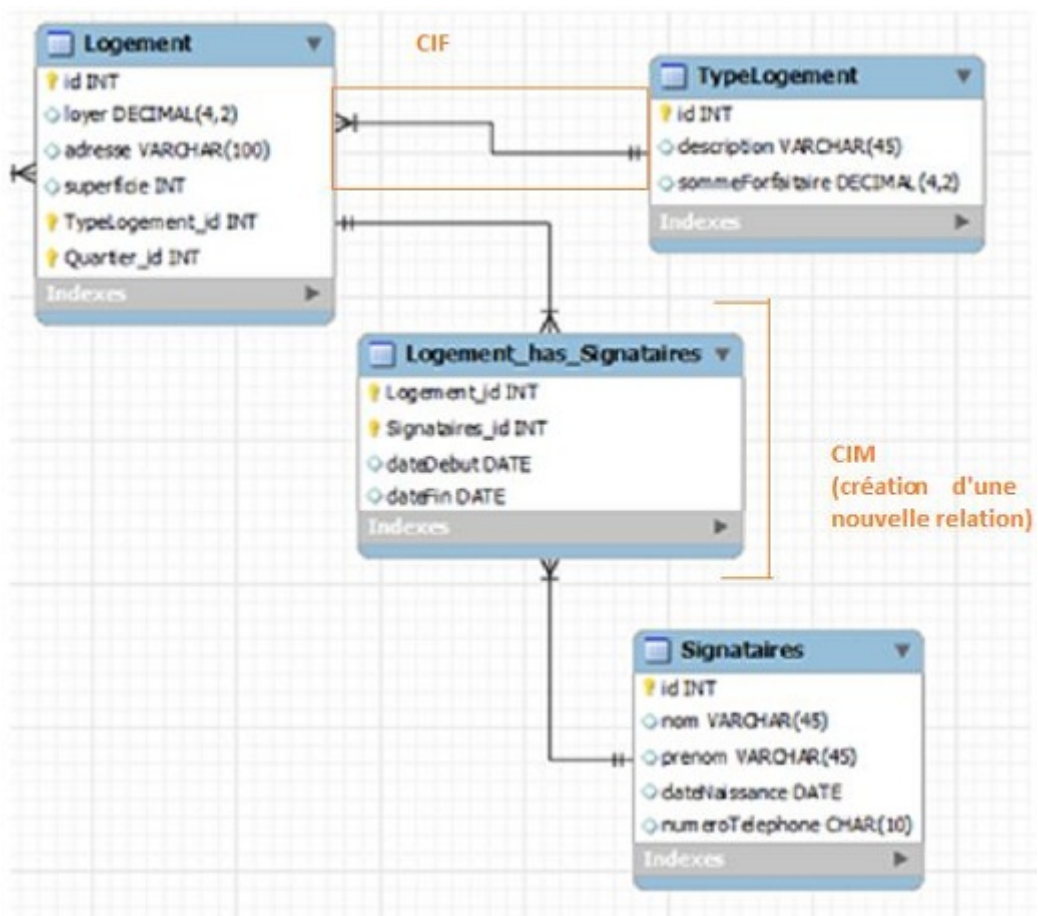 Logement
id INT
loyer DECIMAL(4,2)
adresse VARCHAR(100)
superficie INT
TypeLogement_id INT
Quartier_id INT
Indexes
CIF
TypeLogement
id INT
description VARCHAR(45)
sommeForfaitaire DECIMAL(4,2)
Indexes
Logement_has_Signataires
Logement_id INT
Signataires_id INT
dateDebut DATE
dateFin DATE
Indexes
CIM
(création d'une
nouvelle relation)
Signataires
id INT
nom VARCHAR(45)
prenom VARCHAR(45)
dateNaissance DATE
numeroTelephone CHAR(10)
Indexes